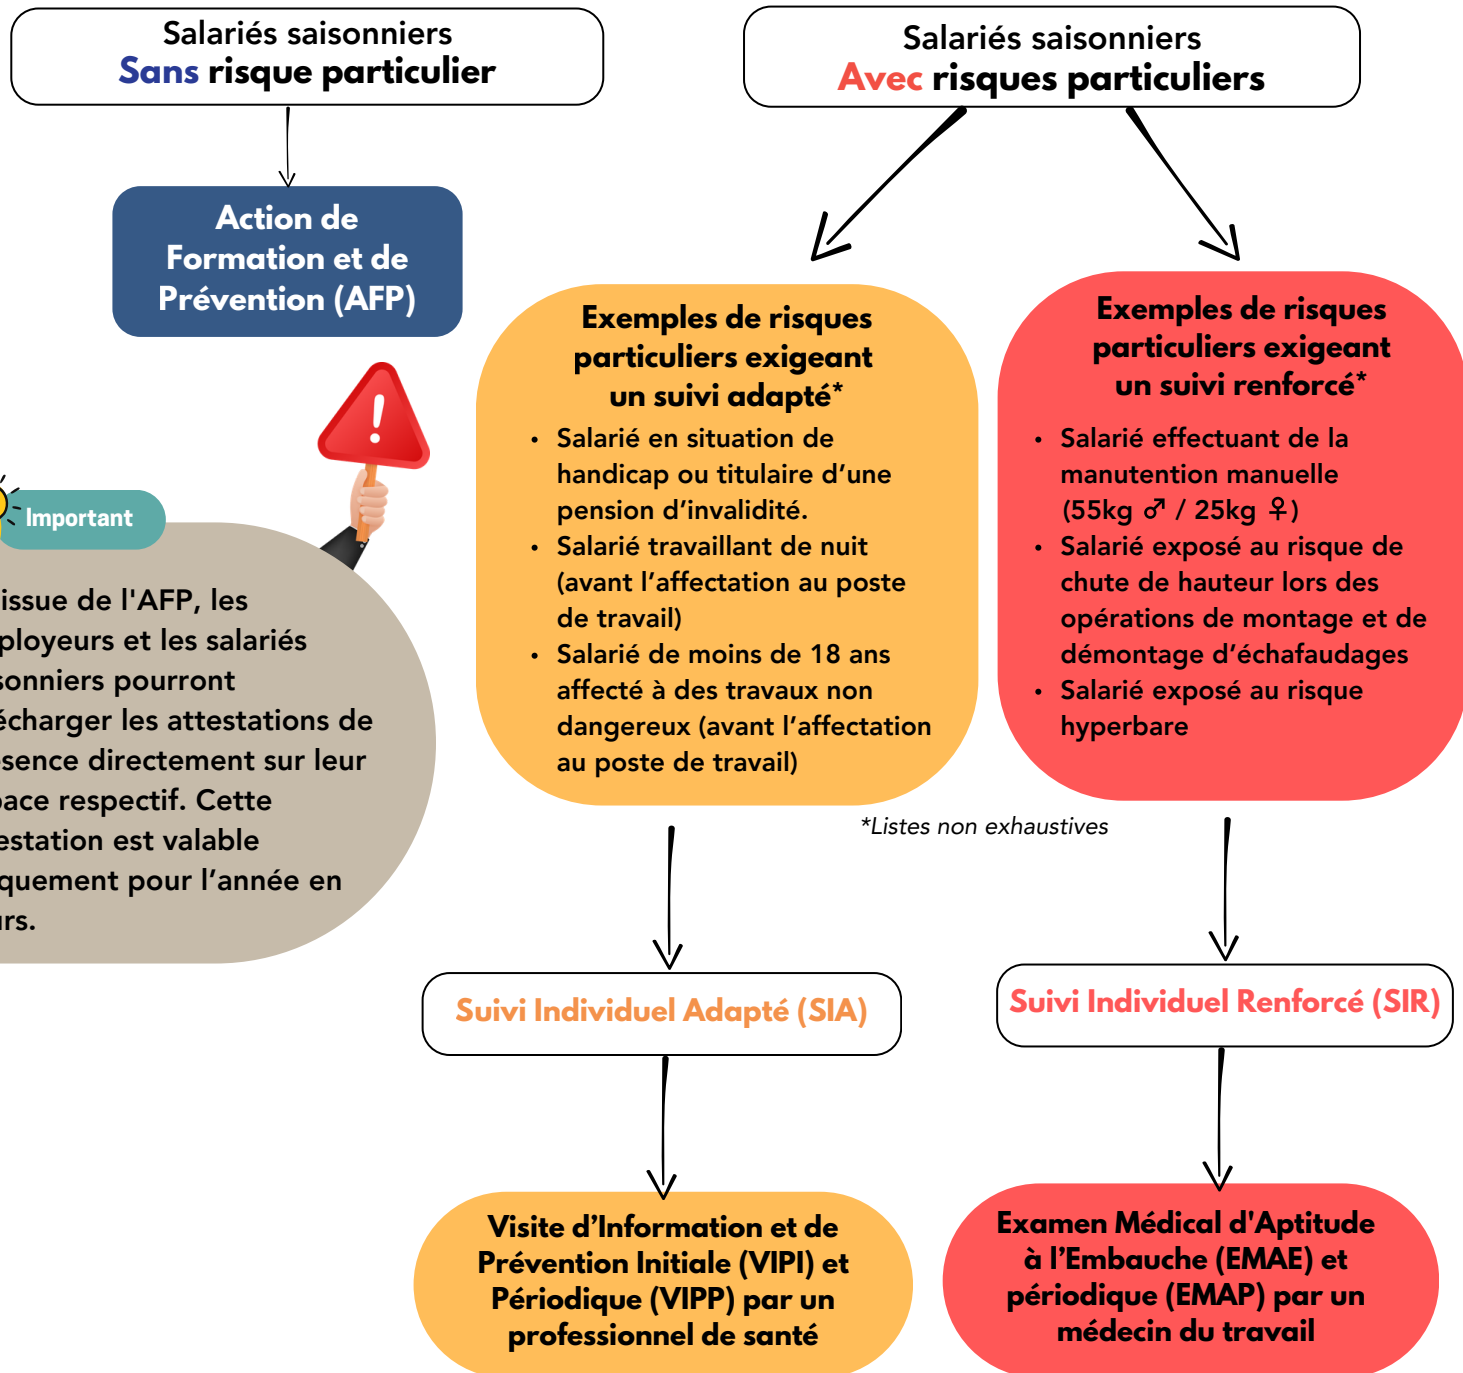 Salariés saisonniers
Sans risque particulier
Action de
Formation et de
Prévention (AFP)
Important
issue de l'AFP, les
ployeurs et les salariés
sonniers pourront
écharger les attestations de
sence directement sur leur
pace respectif. Cette
estation est valable
quement pour l’année en
urs.
Salariés saisonniers
Avec risques particuliers
Exemples de risques
particuliers exigeant
un suivi adapté*
• Salarié en situation de
handicap ou titulaire d’une
pension d’invalidité.
• Salarié travaillant de nuit
(avant l’affectation au poste
de travail)
• Salarié de moins de 18 ans
affecté à des travaux non
dangereux (avant l’affectation
au poste de travail)
Exemples de risques
particuliers exigeant
un suivi renforcé*
• Salarié effectuant de la
manutention manuelle
(55kg ♂ / 25kg ♀)
• Salarié exposé au risque de
chute de hauteur lors des
opérations de montage et de
démontage d’échafaudages
• Salarié exposé au risque
hyperbare
*Listes non exhaustives
Suivi Individuel Adapté (SIA)
Suivi Individuel Renforcé (SIR)
Visite d’Information et de
Prévention Initiale (VIPI) et
Périodique (VIPP) par un
professionnel de santé
Examen Médical d'Aptitude
à l’Embauche (EMAE) et
périodique (EMAP) par un
médecin du travail